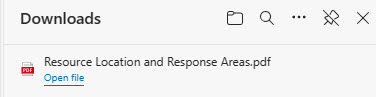 Downloads
PDF
Resource Location and Response Areas.pdf
Open file